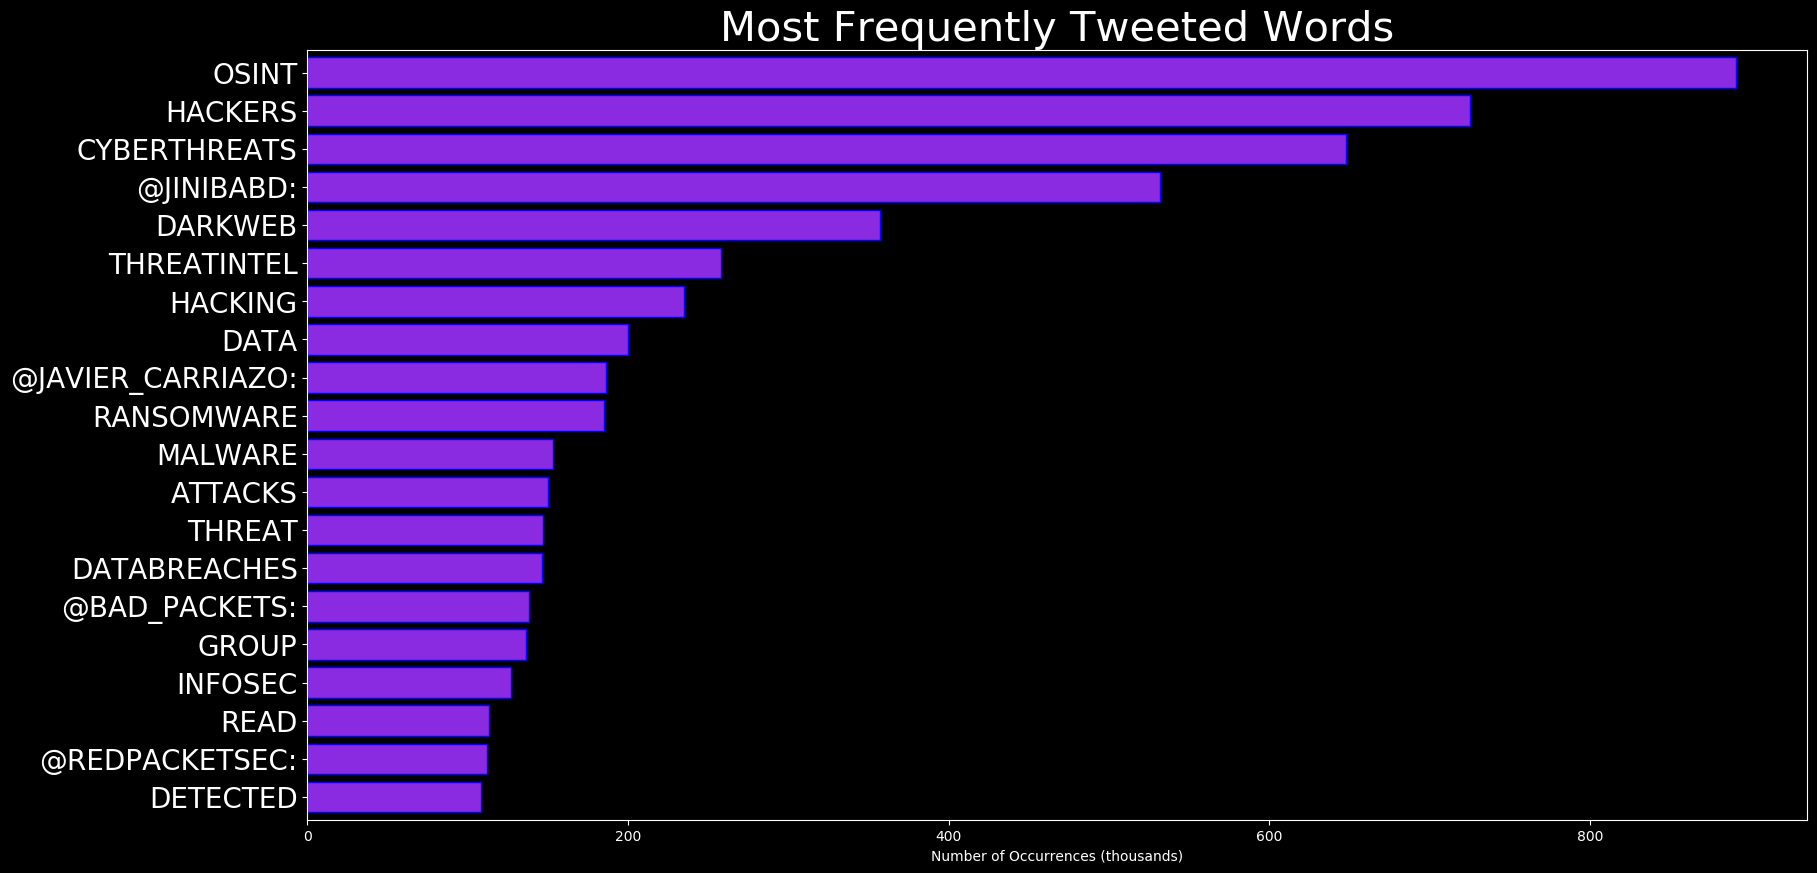 Most Frequently Tweeted Words
OSINT
HACKERS
CYBERTHREATS
@JINIBABD:
DARKWEB
THREATINTEL
HACKING
DATA
@JAVIER_CARRIAZO:
RANSOMWARE
MALWARE
ATTACKS
THREAT
DATABREACHES
@BAD_PACKETS:
GROUP
INFOSEC
READ
@REDPACKETSEC:
DETECTED
0 200 400 600 800
Number of Occurrences (thousands)